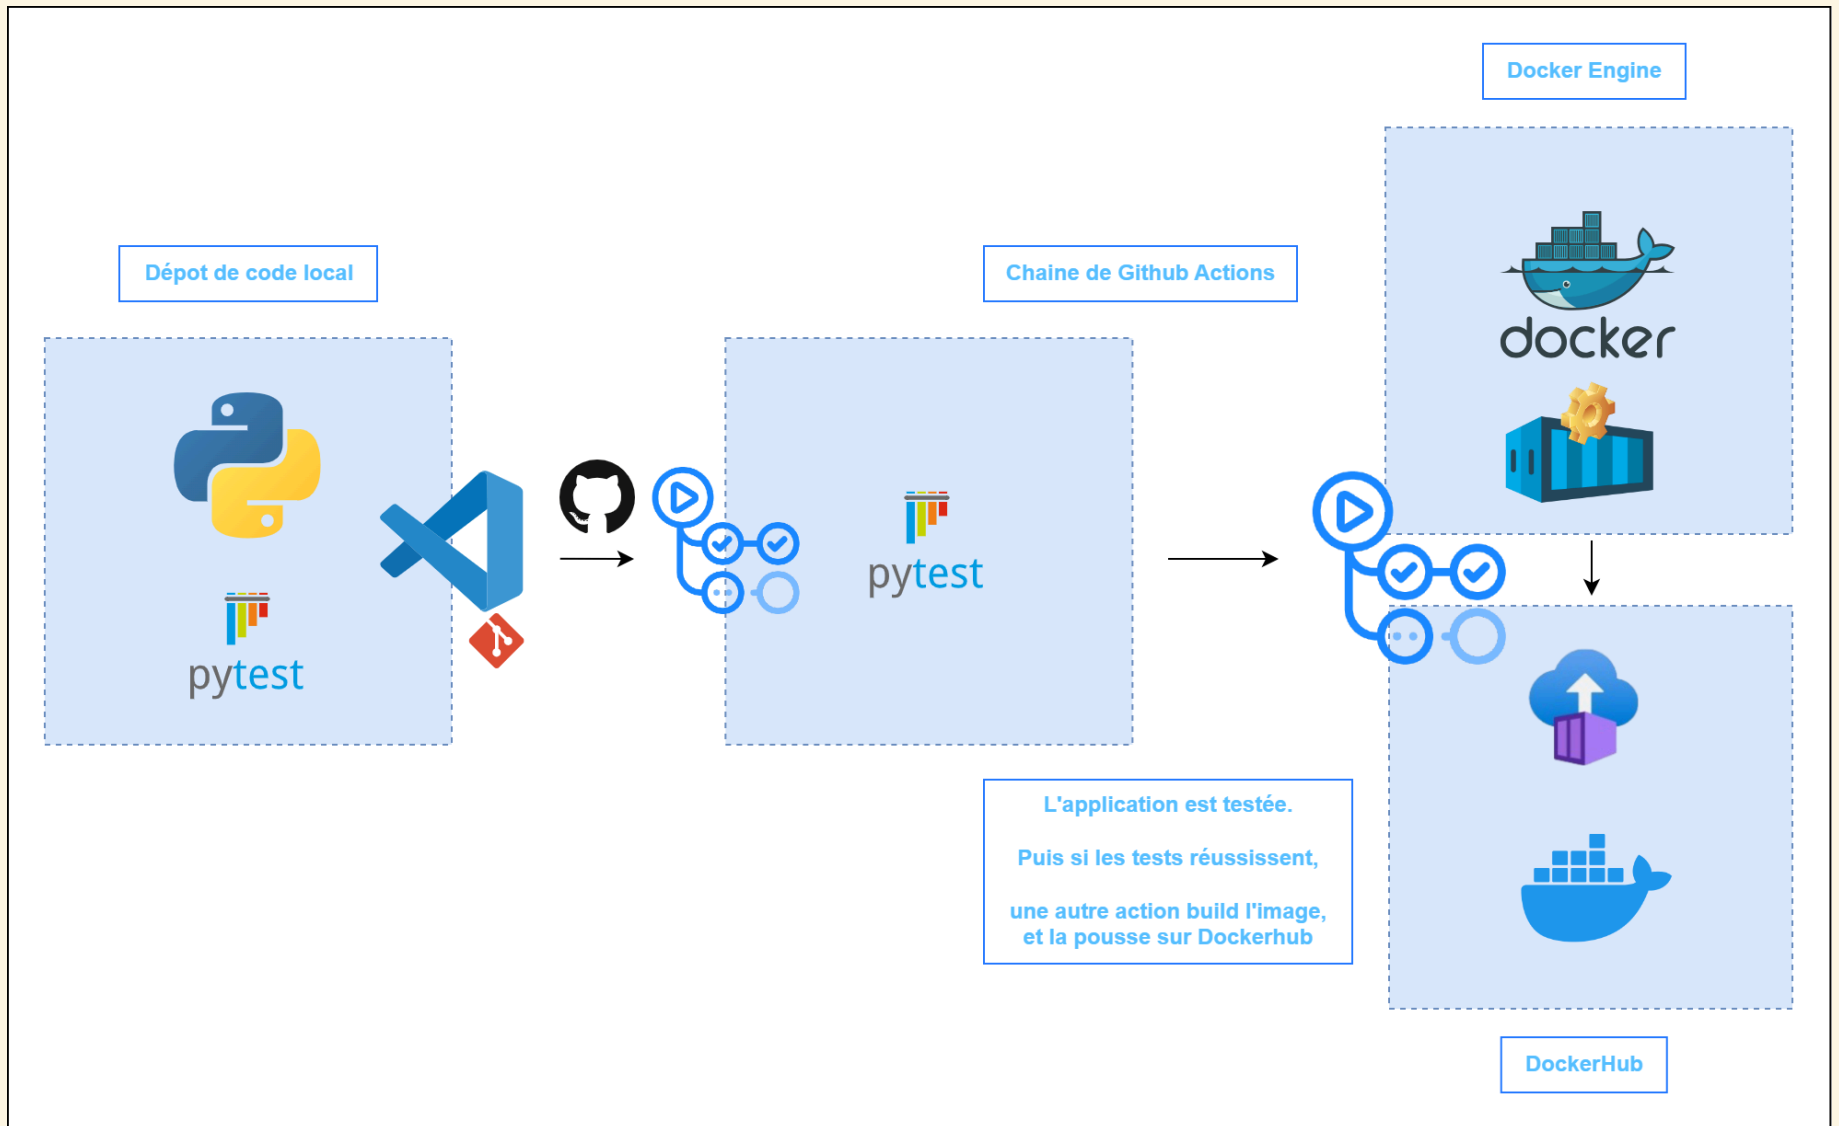 Docker Engine
Dépot de code local
Chaine de Github Actions
docker
pytest
pytest
L'application est testée.
Puis si les tests réussissent,
une autre action build l'image,
et la pousse sur Dockerhub
DockerHub